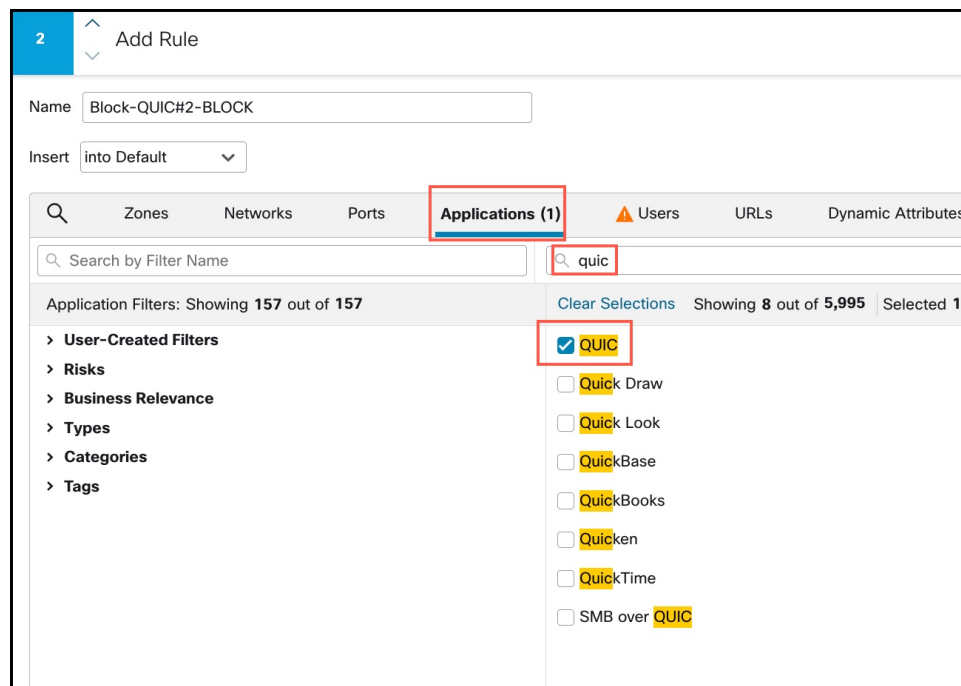 2
Add Rule
Name Block-QUIC#2-BLOCK
Insert into Default
Zones Networks Ports Applications (1) Users URLs Dynamic Attributes
Search by Filter Name
quic
Application Filters: Showing 157 out of 157
Clear Selections Showing 8 out of 5,995 Selected 1
User-Created Filters
Risks
Business Relevance
Types
Categories
Tags
QUIC
Quick Draw
Quick Look
QuickBase
QuickBooks
Quicken
QuickTime
SMB over QUIC